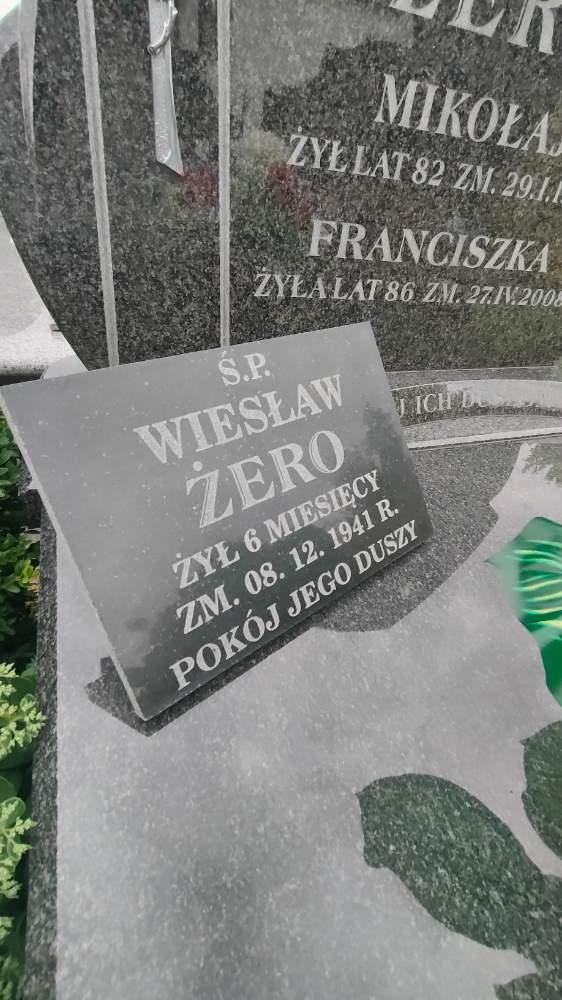 MIKOŁAJ
ŻYŁ LAT 82 ZM. 29.I.1
FRANCISZKA
ŻYŁA LAT 86 ZM. 27.IV.2008
Ś.P.
WIESŁAW
ŻERO
ŻYŁ 6 MIESIĘCY
ZM. 08. 12. 1941 R.
POKÓJ JEGO DUSZY
J ICH